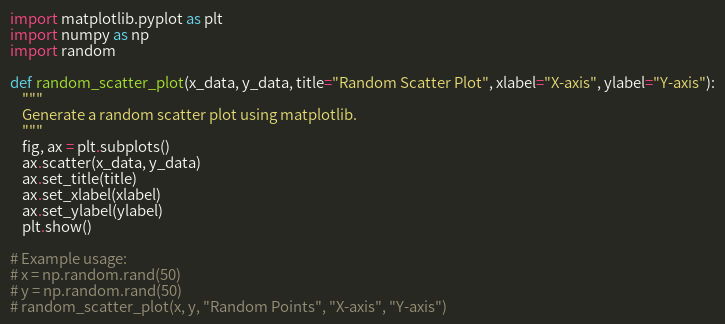 import matplotlib.pyplot as plt
import numpy as np
import random

def random_scatter_plot(x_data, y_data, title="Random Scatter Plot", xlabel="X-axis", ylabel="Y-axis"):
    """
    Generate a random scatter plot using matplotlib.
    """
    fig, ax = plt.subplots()
    ax.scatter(x_data, y_data)
    ax.set_title(title)
    ax.set_xlabel(xlabel)
    ax.set_ylabel(ylabel)
    plt.show()

# Example usage:
# x = np.random.rand(50)
# y = np.random.rand(50)
# random_scatter_plot(x, y, "Random Points", "X-axis", "Y-axis")